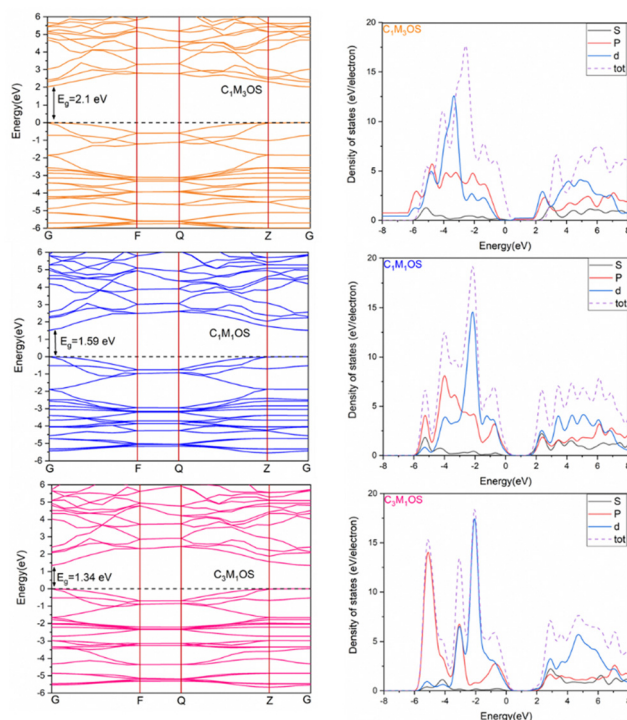 6
5
4
3
2
1
0
-1
-2
-3
-4
-5
-6
Energy(eV)
E₉=2.1 eV
C₁M₃OS
G F Q Z G
20
15
10
5
0
Density of states (eV/electron)
C₁M₃OS
S
P
d
tot
-8 -6 -4 -2 0 2 4 6 8
Energy(eV)
6
5
4
3
2
1
0
-1
-2
-3
-4
-5
-6
Energy(eV)
E₉=1.59 eV
C₁M₁OS
G F Q Z G
20
15
10
5
0
Density of states (eV/electron)
C₁M₁OS
S
P
d
tot
-8 -6 -4 -2 0 2 4 6 8
Energy(eV)
6
5
4
3
2
1
0
-1
-2
-3
-4
-5
-6
Energy(eV)
E₉=1.34 eV
C₃M₁OS
G F Q Z G
20
15
10
5
0
Density of states (eV/electron)
C₃M₁OS
S
P
d
tot
-8 -6 -4 -2 0 2 4 6 8
Energy(eV)